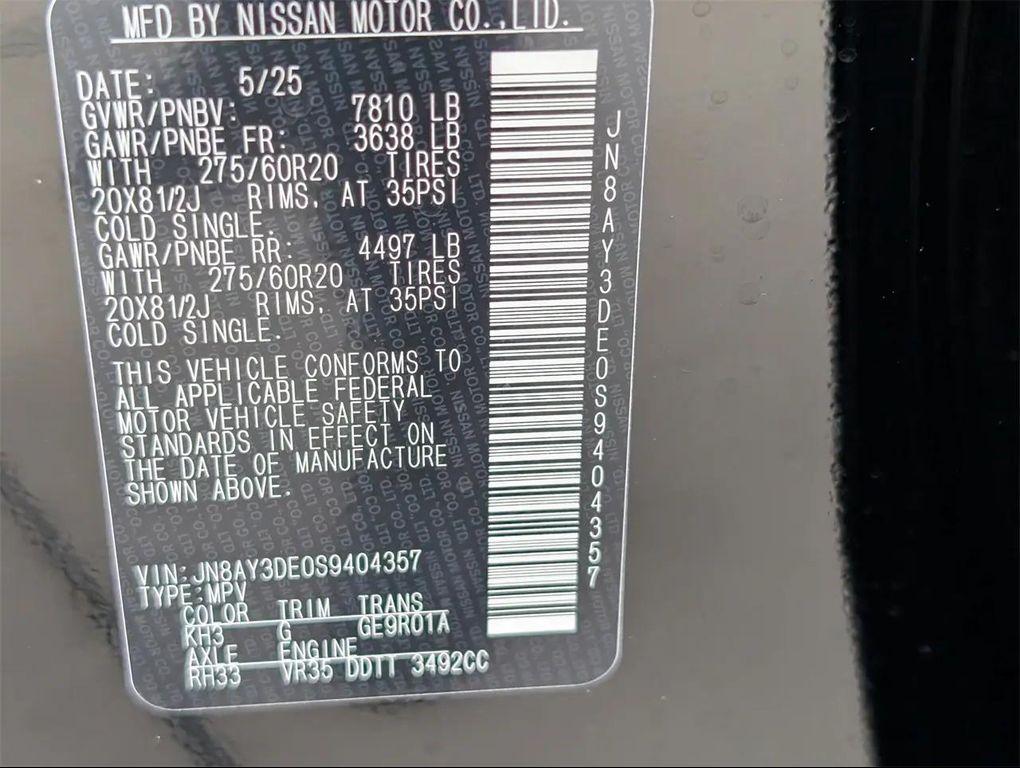 MFD BY NISSAN MOTOR CO.,LTD.
DATE: 5/25
GVWR/PNBV: 7810 LB
GAWR/PNBE FR: 3638 LB
WITH 275/60R20 TIRES
20X81/2J RIMS, AT 35PSI
COLD SINGLE.
GAWR/PNBE RR: 4497 LB
WITH 275/60R20 TIRES
20X81/2J RIMS, AT 35PSI
COLD SINGLE.
THIS VEHICLE CONFORMS TO
ALL APPLICABLE FEDERAL
MOTOR VEHICLE SAFETY
STANDARDS IN EFFECT ON
THE DATE OF MANUFACTURE
SHOWN ABOVE.
VIN:JN8AY3DE0S9404357
TYPE:MPV
COLOR TRIM TRANS
KH3 G GE9R01A
AXLE ENGINE
RH33 VR35 DDTT 3492CC
JN8AY3DE0S9404357